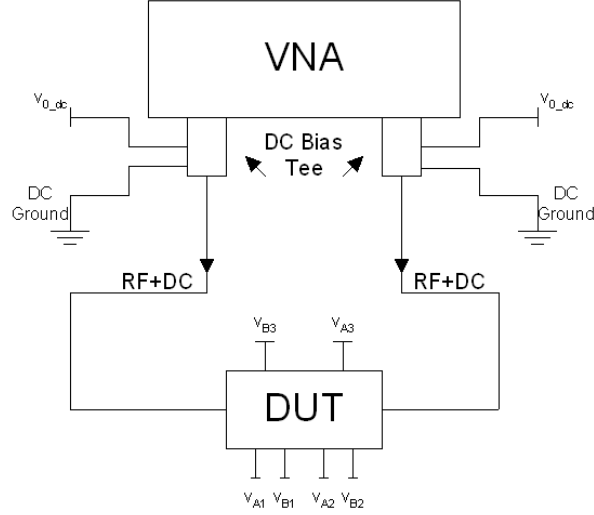 VNA
V0_dc
V0_dc
DC Bias
Tee
DC
Ground
DC
Ground
RF+DC
RF+DC
VB3
VA3
DUT
VA1
VB1
VA2
VB2